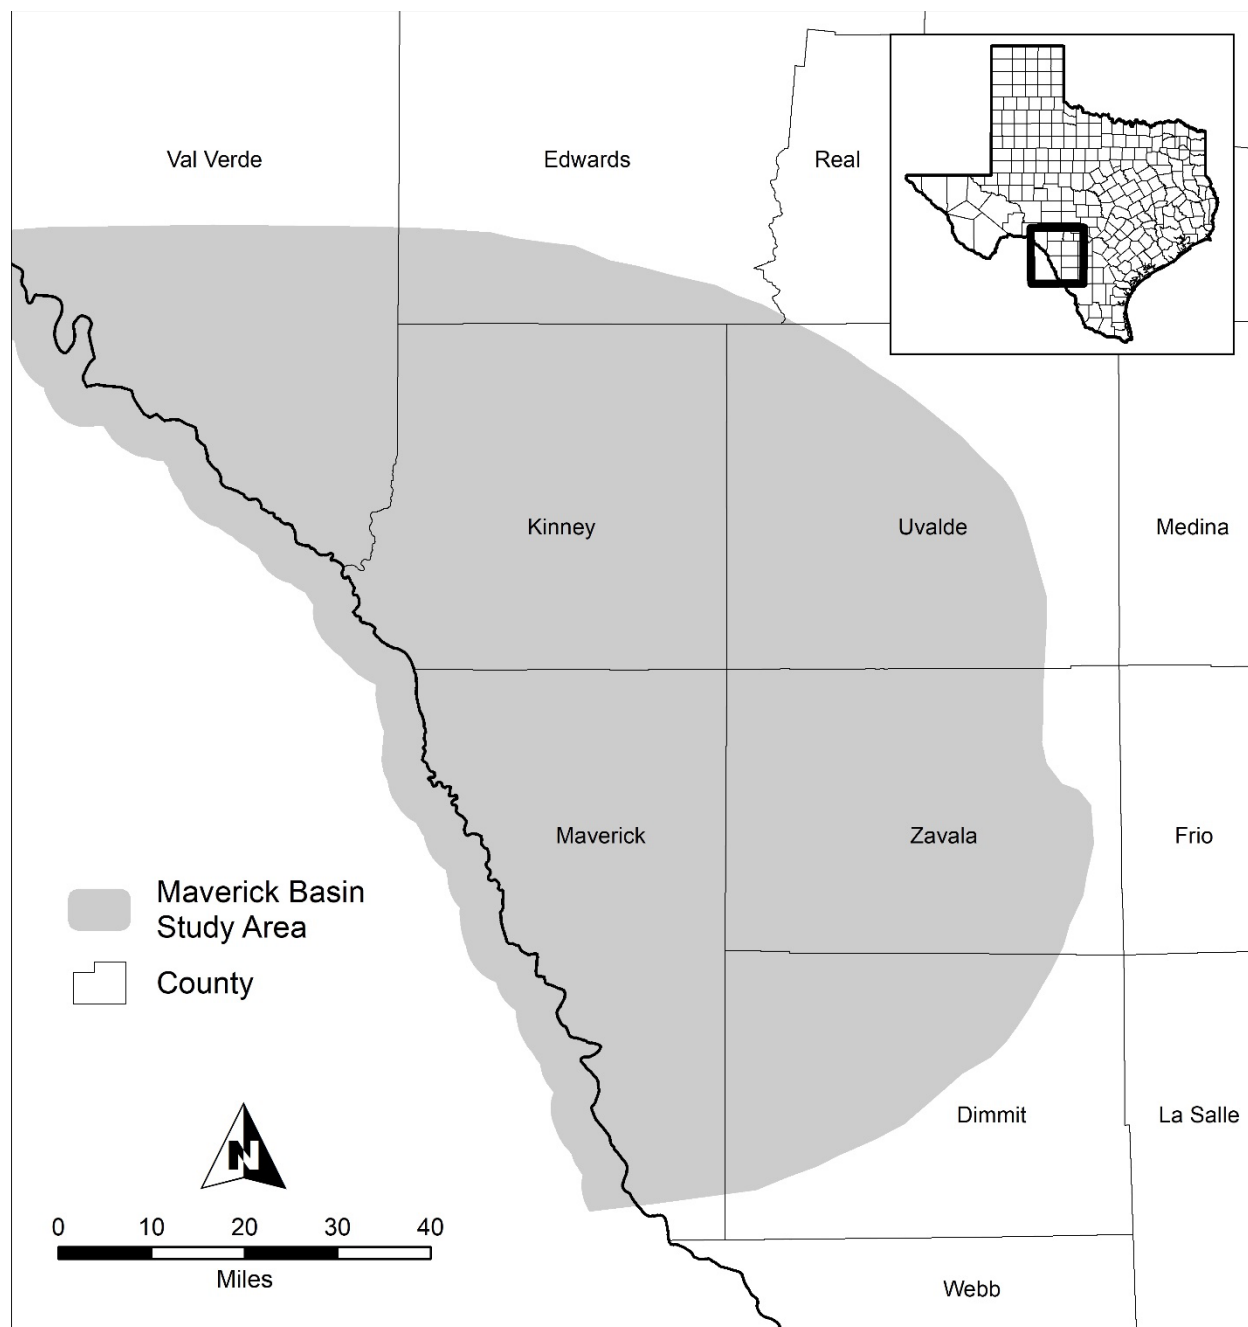 Val Verde
Edwards
Real
Kinney
Uvalde
Medina
Maverick
Zavala
Frio
Maverick Basin
Study Area
County
Dimmit
La Salle
N
0 10 20 30 40
Miles
Webb